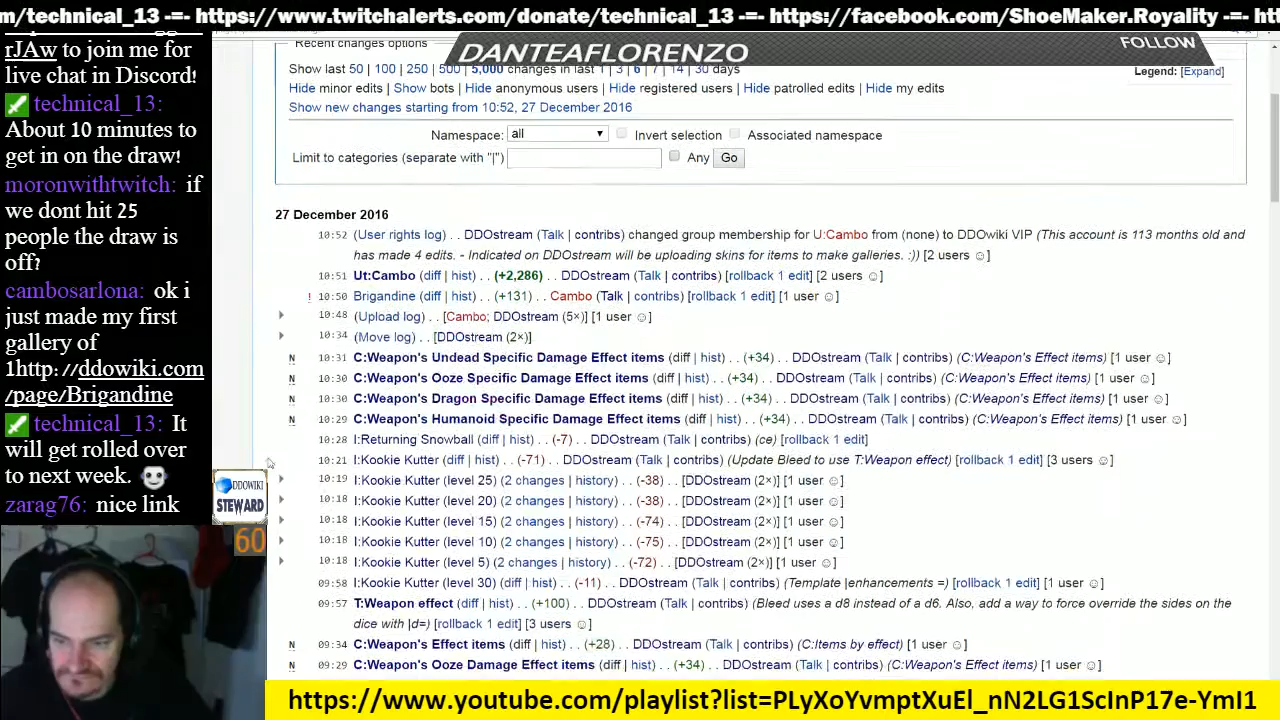 m/technical_13 -=- https://www.twitchalerts.com/donate/technical_13 -=- https://facebook.com/ShoeMaker.Royality -=- htt
rJAw to join me for
live chat in Discord!
technical_13:
About 10 minutes to
get in on the draw!
moronwithtwitch: if
we dont hit 25
people the draw is
off?
cambosarlona: ok i
just made my first
gallery of
1http://ddowiki.com
/page/Brigandine
technical_13: It
will get rolled over
to next week.
zarag76: nice link
DDOWIKI
STEWARD
60
DANTEAFLORENZO
FOLLOW
Recent changes options
Show last 50 | 100 | 250 | 500 | 5,000 changes in last 1 | 3 | 6 | 7 | 14 | 30 days
Legend: [Expand]
Hide minor edits | Show bots | Hide anonymous users | Hide registered users | Hide patrolled edits | Hide my edits
Show new changes starting from 10:52, 27 December 2016
Namespace: all Invert selection Associated namespace
Limit to categories (separate with "|") Any Go
27 December 2016
10:52 (User rights log) . . DDOstream (Talk | contribs) changed group membership for U:Cambo from (none) to DDOwiki VIP (This account is 113 months old and
has made 4 edits. - Indicated on DDOstream will be uploading skins for items to make galleries. :)) [2 users ☺]
10:51 Ut:Cambo (diff | hist) . . (+2,286) . . DDOstream (Talk | contribs) [rollback 1 edit] [2 users ☺]
! 10:50 Brigandine (diff | hist) . . (+131) . . Cambo (Talk | contribs) [rollback 1 edit] [1 user ☺]
10:48 (Upload log) . . [Cambo; DDOstream (5×)] [1 user ☺]
10:34 (Move log) . . [DDOstream (2×)]
N 10:31 C:Weapon's Undead Specific Damage Effect items (diff | hist) . . (+34) . . DDOstream (Talk | contribs) (C:Weapon's Effect items) [1 user ☺]
N 10:30 C:Weapon's Ooze Specific Damage Effect items (diff | hist) . . (+34) . . DDOstream (Talk | contribs) (C:Weapon's Effect items) [1 user ☺]
N 10:30 C:Weapon's Dragon Specific Damage Effect items (diff | hist) . . (+34) . . DDOstream (Talk | contribs) (C:Weapon's Effect items) [1 user ☺]
N 10:29 C:Weapon's Humanoid Specific Damage Effect items (diff | hist) . . (+34) . . DDOstream (Talk | contribs) (C:Weapon's Effect items) [1 user ☺]
10:28 I:Returning Snowball (diff | hist) . . (-7) . . DDOstream (Talk | contribs) (ce) [rollback 1 edit]
10:21 I:Kookie Kutter (diff | hist) . . (-71) . . DDOstream (Talk | contribs) (Update Bleed to use T:Weapon effect) [rollback 1 edit] [3 users ☺]
10:19 I:Kookie Kutter (level 25) (2 changes | history) . . (-38) . . [DDOstream (2×)] [1 user ☺]
10:18 I:Kookie Kutter (level 20) (2 changes | history) . . (-38) . . [DDOstream (2×)] [1 user ☺]
10:18 I:Kookie Kutter (level 15) (2 changes | history) . . (-74) . . [DDOstream (2×)] [1 user ☺]
10:18 I:Kookie Kutter (level 10) (2 changes | history) . . (-75) . . [DDOstream (2×)] [1 user ☺]
10:18 I:Kookie Kutter (level 5) (2 changes | history) . . (-72) . . [DDOstream (2×)] [1 user ☺]
09:58 I:Kookie Kutter (level 30) (diff | hist) . . (-11) . . DDOstream (Talk | contribs) (Template |enhancements =) [rollback 1 edit] [1 user ☺]
09:57 T:Weapon effect (diff | hist) . . (+100) . . DDOstream (Talk | contribs) (Bleed uses a d8 instead of a d6. Also, add a way to force override the sides on the
dice with |d=) [rollback 1 edit] [3 users ☺]
N 09:34 C:Weapon's Effect items (diff | hist) . . (+28) . . DDOstream (Talk | contribs) (C:Items by effect) [1 user ☺]
N 09:29 C:Weapon's Ooze Damage Effect items (diff | hist) . . (+34) . . DDOstream (Talk | contribs) (C:Weapon's Effect items) [1 user ☺]
https://www.youtube.com/playlist?list=PLyXoYvmptXuEl_nN2LG1ScInP17e-YmI1